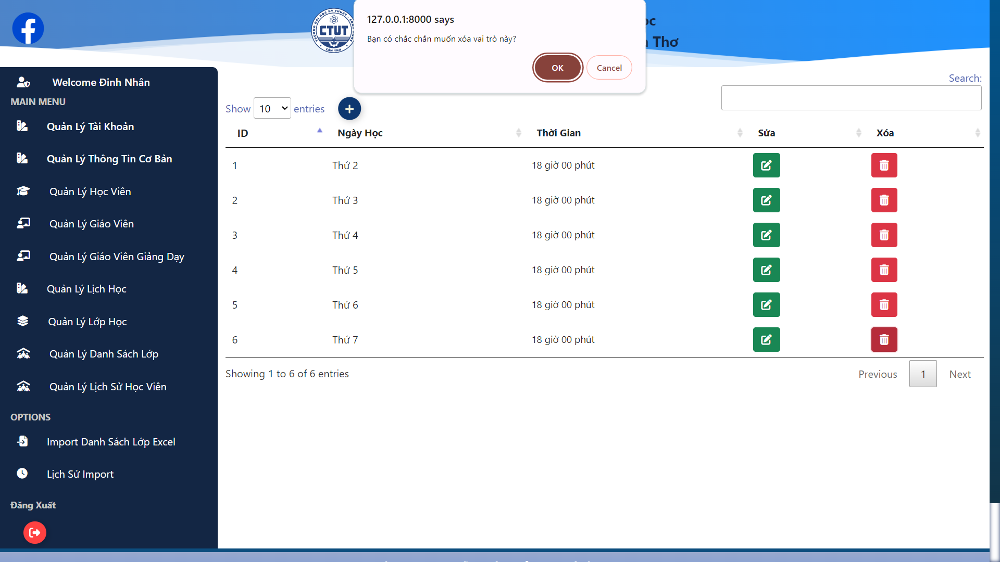 127.0.0.1:8000 says
Bạn có chắc chắn muốn xóa vai trò này?
OK
Cancel
CTUT
CẦN THƠ
ọc
n Thơ
Welcome Đinh Nhân
MAIN MENU
Quản Lý Tài Khoản
Quản Lý Thông Tin Cơ Bản
Quản Lý Học Viên
Quản Lý Giáo Viên
Quản Lý Giáo Viên Giảng Dạy
Quản Lý Lịch Học
Quản Lý Lớp Học
Quản Lý Danh Sách Lớp
Quản Lý Lịch Sử Học Viên
OPTIONS
Import Danh Sách Lớp Excel
Lịch Sử Import
Đăng Xuất
Search:
Show 10 entries
ID Ngày Học Thời Gian Sửa Xóa
1 Thứ 2 18 giờ 00 phút
2 Thứ 3 18 giờ 00 phút
3 Thứ 4 18 giờ 00 phút
4 Thứ 5 18 giờ 00 phút
5 Thứ 6 18 giờ 00 phút
6 Thứ 7 18 giờ 00 phút
Showing 1 to 6 of 6 entries
Previous 1 Next